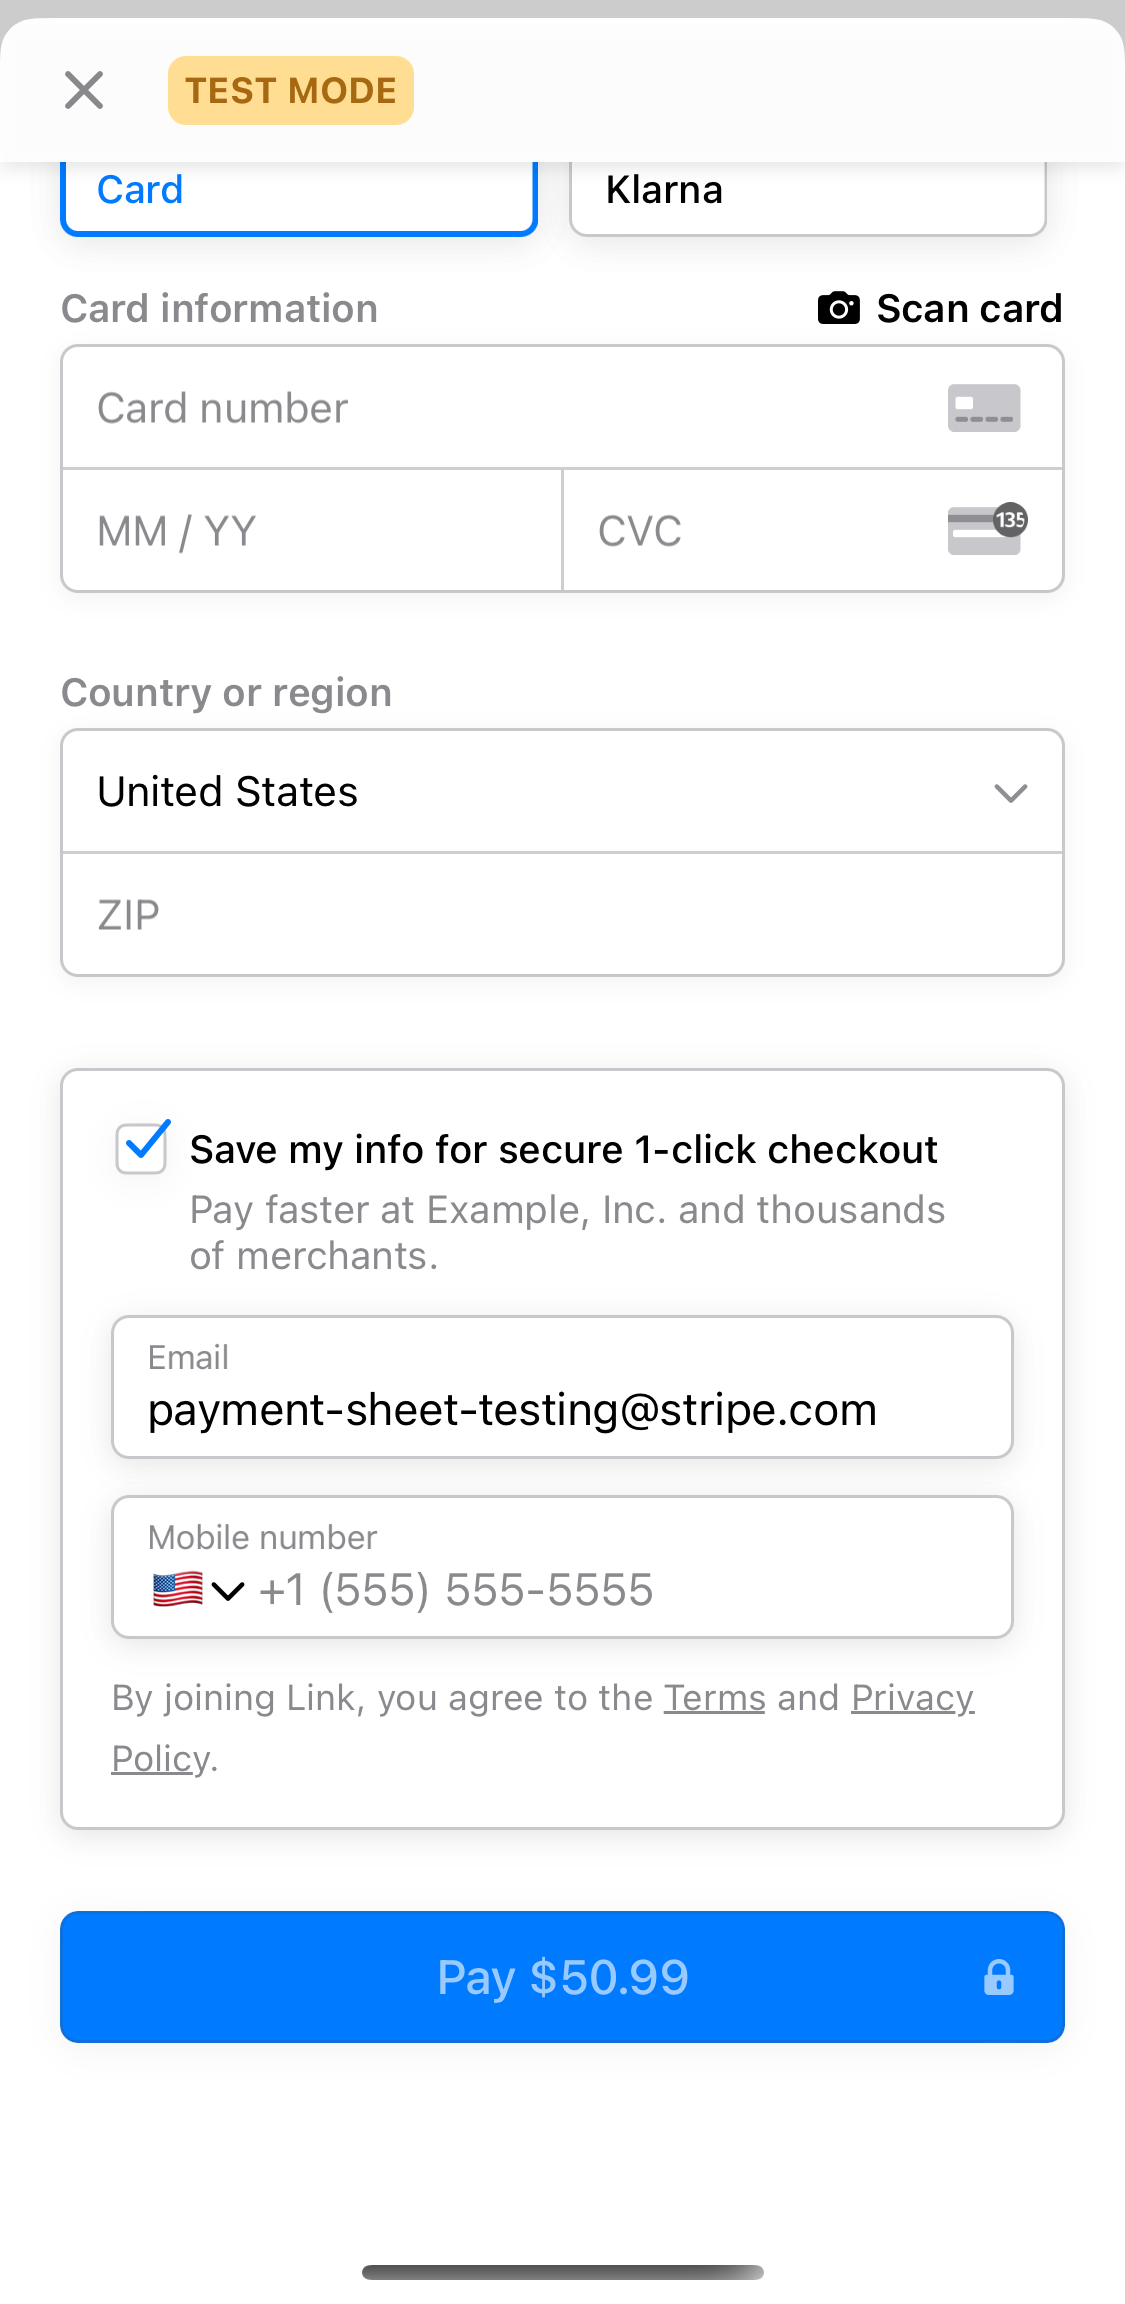 TEST MODE
Card
Klarna
Card information
Scan card
Card number
MM / YY
CVC
135
Country or region
United States
ZIP
Save my info for secure 1-click checkout
Pay faster at Example, Inc. and thousands
of merchants.
Email
payment-sheet-testing@stripe.com
Mobile number
+1 (555) 555-5555
By joining Link, you agree to the Terms and Privacy
Policy.
Pay $50.99